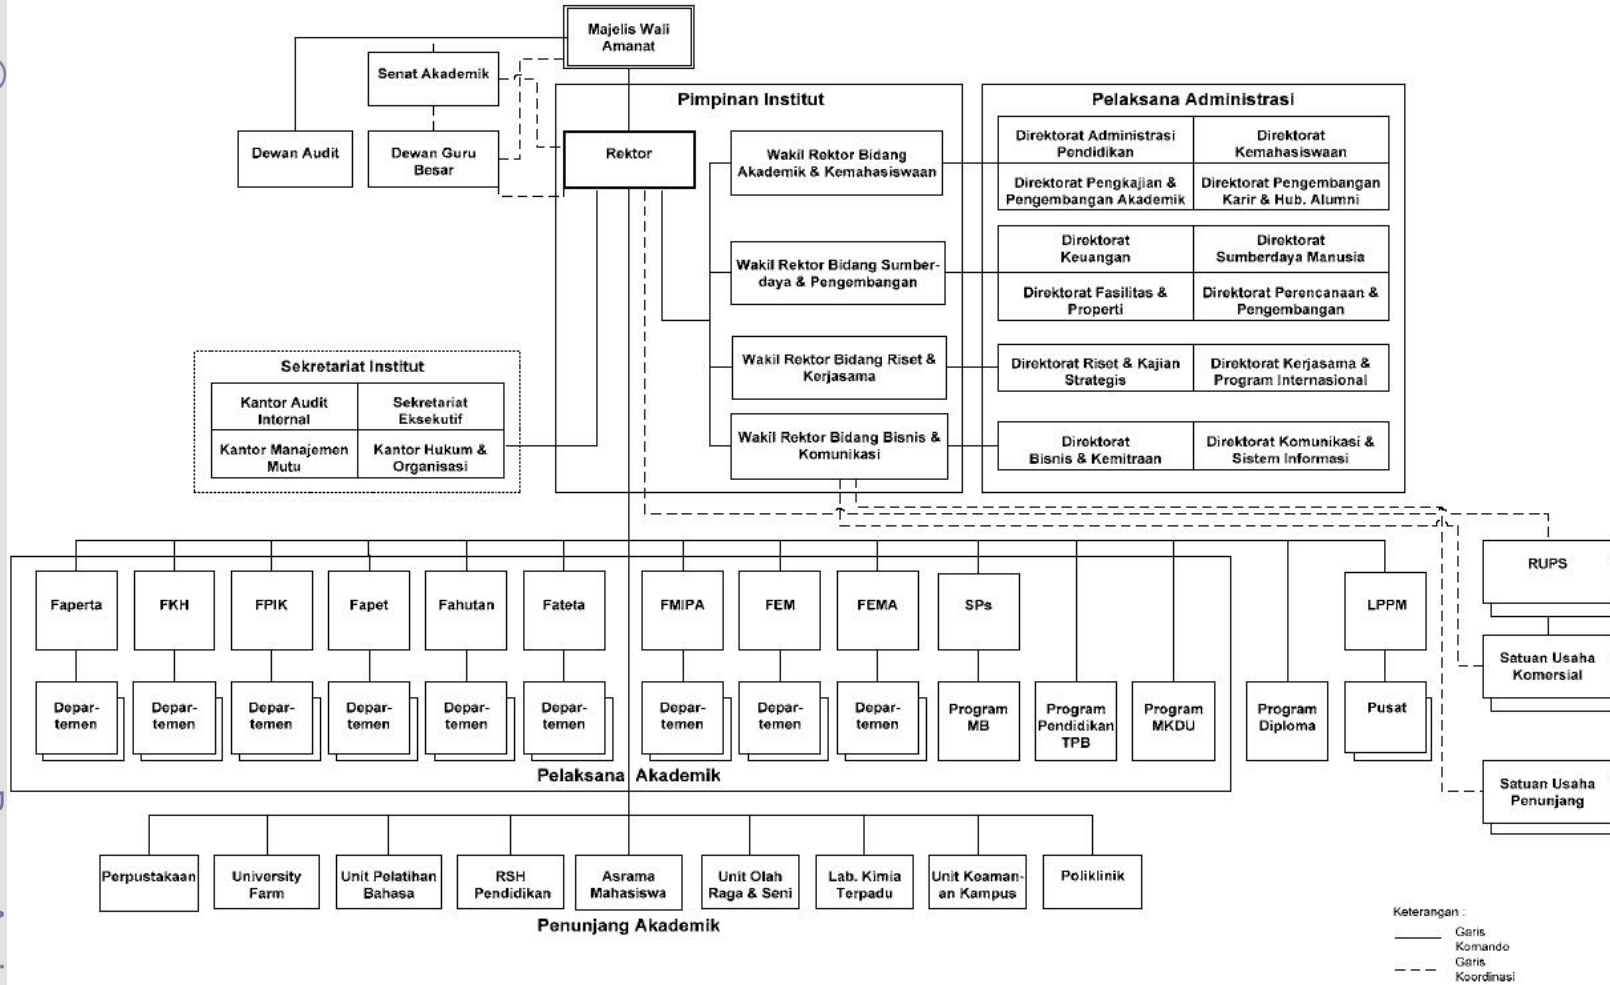 Majelis Wali
Amanat
Senat Akademik
Dewan Audit
Dewan Guru
Besar
Pimpinan Institut
Rektor
Wakil Rektor Bidang
Akademik & Kemahasiswaan
Wakil Rektor Bidang Sumber-
daya & Pengembangan
Wakil Rektor Bidang Riset &
Kerjasama
Wakil Rektor Bidang Bisnis &
Komunikasi
Pelaksana Administrasi
Direktorat Administrasi
Pendidikan
Direktorat
Kemahasiswaan
Direktorat Pengkajian &
Pengembangan Akademik
Direktorat Pengembangan
Karir & Hub. Alumni
Direktorat
Keuangan
Direktorat
Sumberdaya Manusia
Direktorat Fasilitas &
Properti
Direktorat Perencanaan &
Pengembangan
Direktorat Riset & Kajian
Strategis
Direktorat Kerjasama &
Program Internasional
Direktorat
Bisnis & Kemitraan
Direktorat Komunikasi &
Sistem Informasi
Sekretariat Institut
Kantor Audit
Internal
Sekretariat
Eksekutif
Kantor Manajemen
Mutu
Kantor Hukum &
Organisasi
Faperta
FKH
FPIK
Fapet
Fahutan
Fateta
FMIPA
FEM
FEMA
SPs
LPPM
RUPS
Satuan Usaha
Komersial
Depar-
temen
Depar-
temen
Depar-
temen
Depar-
temen
Depar-
temen
Depar-
temen
Depar-
temen
Depar-
temen
Depar-
temen
Program
MB
Program
Pendidikan
TPB
Program
MKDU
Program
Diploma
Pusat
Satuan Usaha
Penunjang
Pelaksana Akademik
Perpustakaan
University
Farm
Unit Pelatihan
Bahasa
RSH
Pendidikan
Asrama
Mahasiswa
Unit Olah
Raga & Seni
Lab. Kimia
Terpadu
Unit Keaman-
an Kampus
Poliklinik
Penunjang Akademik
Keterangan :
Garis
Komando
Garis
Koordinasi